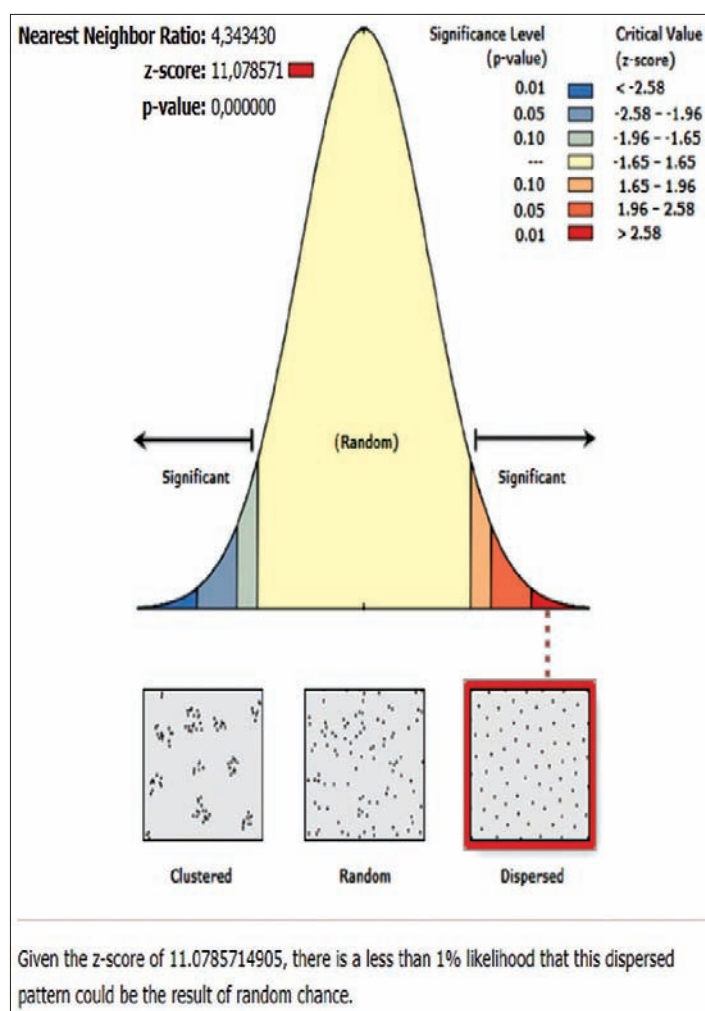 Nearest Neighbor Ratio: 4,343430
z-score: 11,078571
p-value: 0,000000
Significance Level
(p-value)
Critical Value
(z-score)
0.01 < -2.58
0.05 -2.58 - -1.96
0.10 -1.96 - -1.65
--- -1.65 - 1.65
0.10 1.65 - 1.96
0.05 1.96 - 2.58
0.01 > 2.58
Significant
(Random)
Significant
Clustered
Random
Dispersed
Given the z-score of 11.0785714905, there is a less than 1% likelihood that this dispersed
pattern could be the result of random chance.